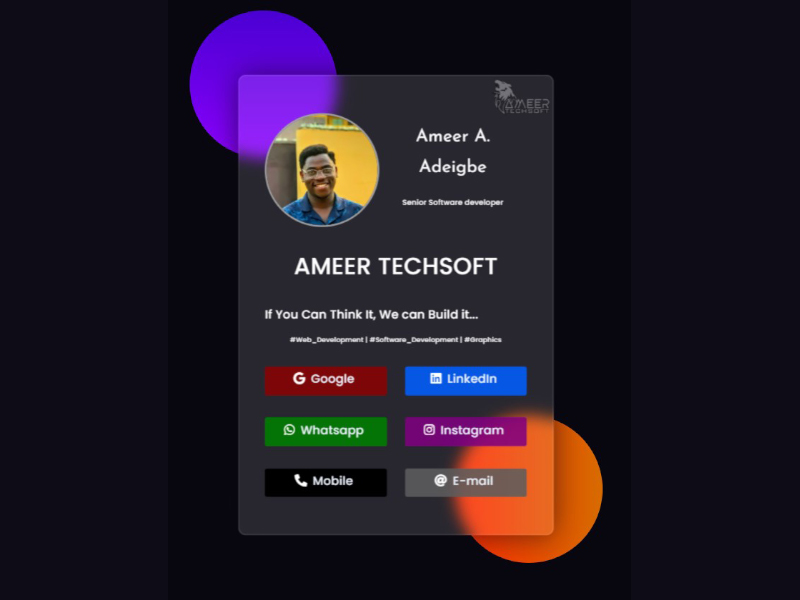 AMEER
TECHSOFT
Ameer A.
Adeigbe
Senior Software developer
AMEER TECHSOFT
If You Can Think It, We can Build it...
#Web_Development | #Software_Development | #Graphics
Google
LinkedIn
Whatsapp
Instagram
Mobile
E-mail